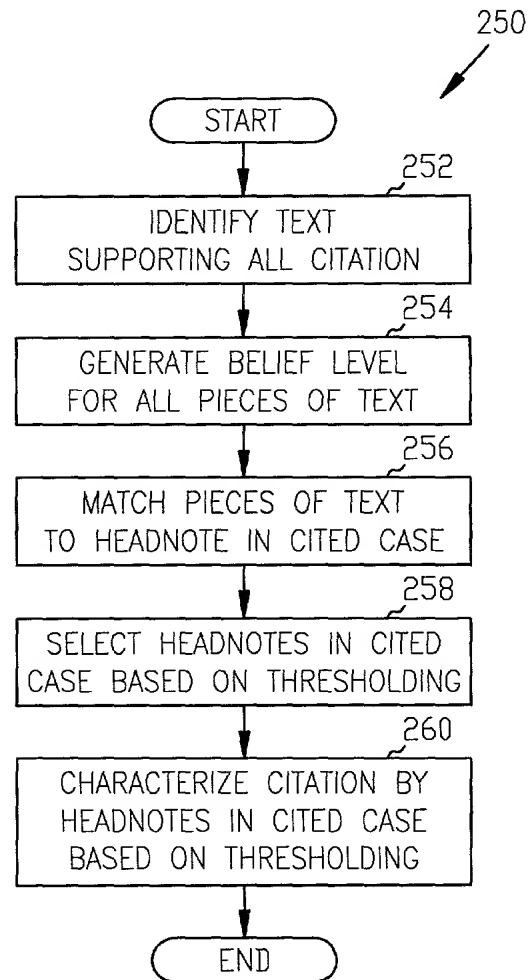 250
START
252
IDENTIFY TEXT
SUPPORTING ALL CITATION
254
GENERATE BELIEF LEVEL
FOR ALL PIECES OF TEXT
256
MATCH PIECES OF TEXT
TO HEADNOTE IN CITED CASE
258
SELECT HEADNOTES IN CITED
CASE BASED ON THRESHOLDING
260
CHARACTERIZE CITATION BY
HEADNOTES IN CITED CASE
BASED ON THRESHOLDING
END